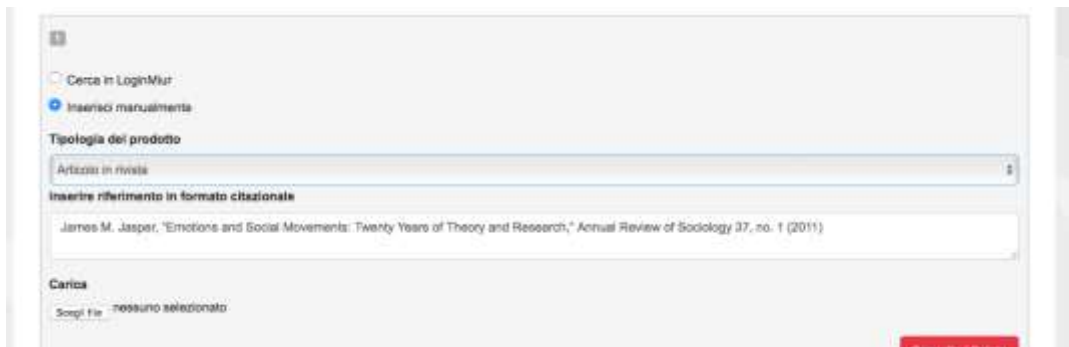 1
Cerca in LoginMiur
Inserisci manualmente
Tipologia del prodotto
Articolo in rivista
Inserire riferimento in formato citazionale
James M. Jasper, "Emotions and Social Movements: Twenty Years of Theory and Research," Annual Review of Sociology 37, no. 1 (2011)
Carica
Scegli file nessuno selezionato